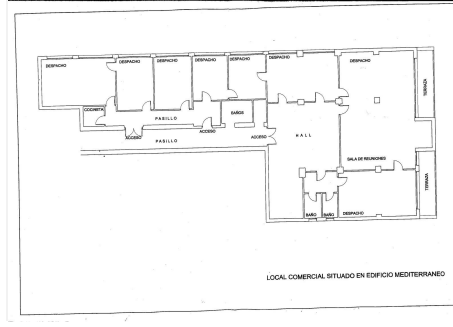 DESPACHO
DESPACHO
DESPACHO
DESPACHO
DESPACHO
DESPACHO
DESPACHO
TERRAZA
COCINETA
PASILLO
BAÑOS
ACCESO
ACCESO
ACCESO
PASILLO
HALL
SALA DE REUNIONES
TERRAZA
BAÑO
BAÑO
DESPACHO
LOCAL COMERCIAL SITUADO EN EDIFICIO MEDITERRANEO